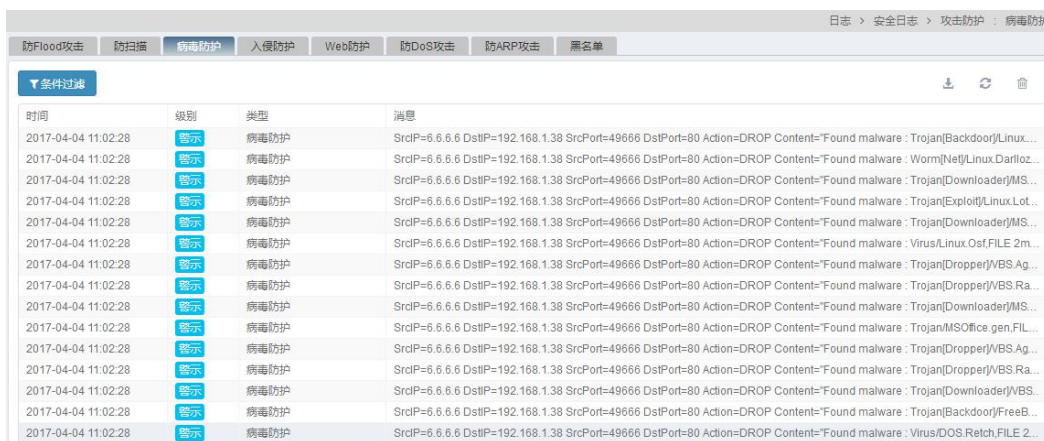 日志 > 安全日志 > 攻击防护 : 病毒防护
防Flood攻击 防扫描 病毒防护 入侵防护 Web防护 防DoS攻击 防ARP攻击 黑名单
条件过滤
时间 级别 类型 消息
2017-04-04 11:02:28 警示 病毒防护 SrcIP=6.6.6.6 DstIP=192.168.1.38 SrcPort=49666 DstPort=80 Action=DROP Content="Found malware : Trojan[Backdoor]/Linux....
2017-04-04 11:02:28 警示 病毒防护 SrcIP=6.6.6.6 DstIP=192.168.1.38 SrcPort=49666 DstPort=80 Action=DROP Content="Found malware : Worm[Net]/Linux.Darlloz...
2017-04-04 11:02:28 警示 病毒防护 SrcIP=6.6.6.6 DstIP=192.168.1.38 SrcPort=49666 DstPort=80 Action=DROP Content="Found malware : Trojan[Downloader]/MS...
2017-04-04 11:02:28 警示 病毒防护 SrcIP=6.6.6.6 DstIP=192.168.1.38 SrcPort=49666 DstPort=80 Action=DROP Content="Found malware : Trojan[Exploit]/Linux.Lot...
2017-04-04 11:02:28 警示 病毒防护 SrcIP=6.6.6.6 DstIP=192.168.1.38 SrcPort=49666 DstPort=80 Action=DROP Content="Found malware : Trojan[Downloader]/MS...
2017-04-04 11:02:28 警示 病毒防护 SrcIP=6.6.6.6 DstIP=192.168.1.38 SrcPort=49666 DstPort=80 Action=DROP Content="Found malware : Virus/Linux.Osf,FILE 2m...
2017-04-04 11:02:28 警示 病毒防护 SrcIP=6.6.6.6 DstIP=192.168.1.38 SrcPort=49666 DstPort=80 Action=DROP Content="Found malware : Trojan[Dropper]/VBS.Ag...
2017-04-04 11:02:28 警示 病毒防护 SrcIP=6.6.6.6 DstIP=192.168.1.38 SrcPort=49666 DstPort=80 Action=DROP Content="Found malware : Trojan[Dropper]/VBS.Ra...
2017-04-04 11:02:28 警示 病毒防护 SrcIP=6.6.6.6 DstIP=192.168.1.38 SrcPort=49666 DstPort=80 Action=DROP Content="Found malware : Trojan[Downloader]/MS...
2017-04-04 11:02:28 警示 病毒防护 SrcIP=6.6.6.6 DstIP=192.168.1.38 SrcPort=49666 DstPort=80 Action=DROP Content="Found malware : Trojan/MSOffice.gen,FIL...
2017-04-04 11:02:28 警示 病毒防护 SrcIP=6.6.6.6 DstIP=192.168.1.38 SrcPort=49666 DstPort=80 Action=DROP Content="Found malware : Trojan[Dropper]/VBS.Ag...
2017-04-04 11:02:28 警示 病毒防护 SrcIP=6.6.6.6 DstIP=192.168.1.38 SrcPort=49666 DstPort=80 Action=DROP Content="Found malware : Trojan[Dropper]/VBS.Ra...
2017-04-04 11:02:28 警示 病毒防护 SrcIP=6.6.6.6 DstIP=192.168.1.38 SrcPort=49666 DstPort=80 Action=DROP Content="Found malware : Trojan[Downloader]/VBS...
2017-04-04 11:02:28 警示 病毒防护 SrcIP=6.6.6.6 DstIP=192.168.1.38 SrcPort=49666 DstPort=80 Action=DROP Content="Found malware : Trojan[Backdoor]/FreeB...
2017-04-04 11:02:28 警示 病毒防护 SrcIP=6.6.6.6 DstIP=192.168.1.38 SrcPort=49666 DstPort=80 Action=DROP Content="Found malware : Virus/DOS.Retch,FILE 2...